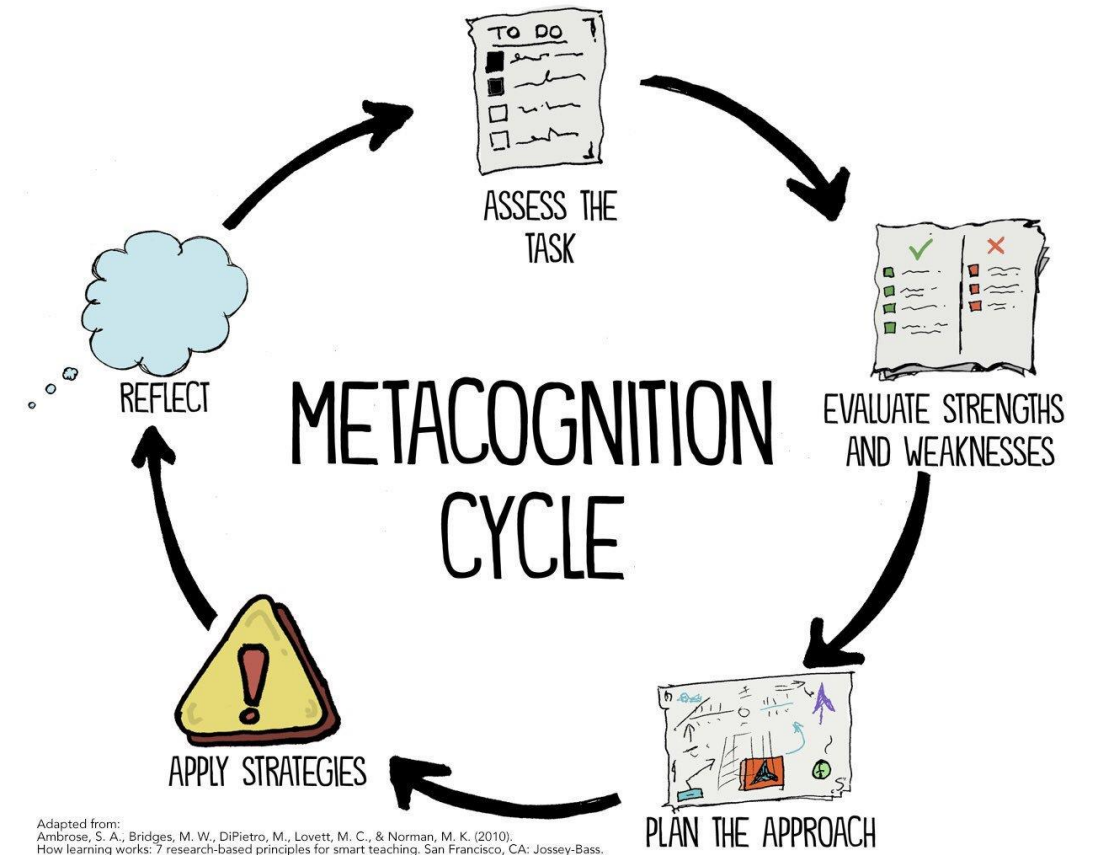 TO DO
ASSESS THE
TASK
EVALUATE STRENGTHS
AND WEAKNESSES
PLAN THE APPROACH
APPLY STRATEGIES
REFLECT
METACOGNITION
CYCLE
Adapted from:
Ambrose, S. A., Bridges, M. W., DiPietro, M., Lovett, M. C., & Norman, M. K. (2010).
How learning works: 7 research-based principles for smart teaching. San Francisco, CA: Jossey-Bass.